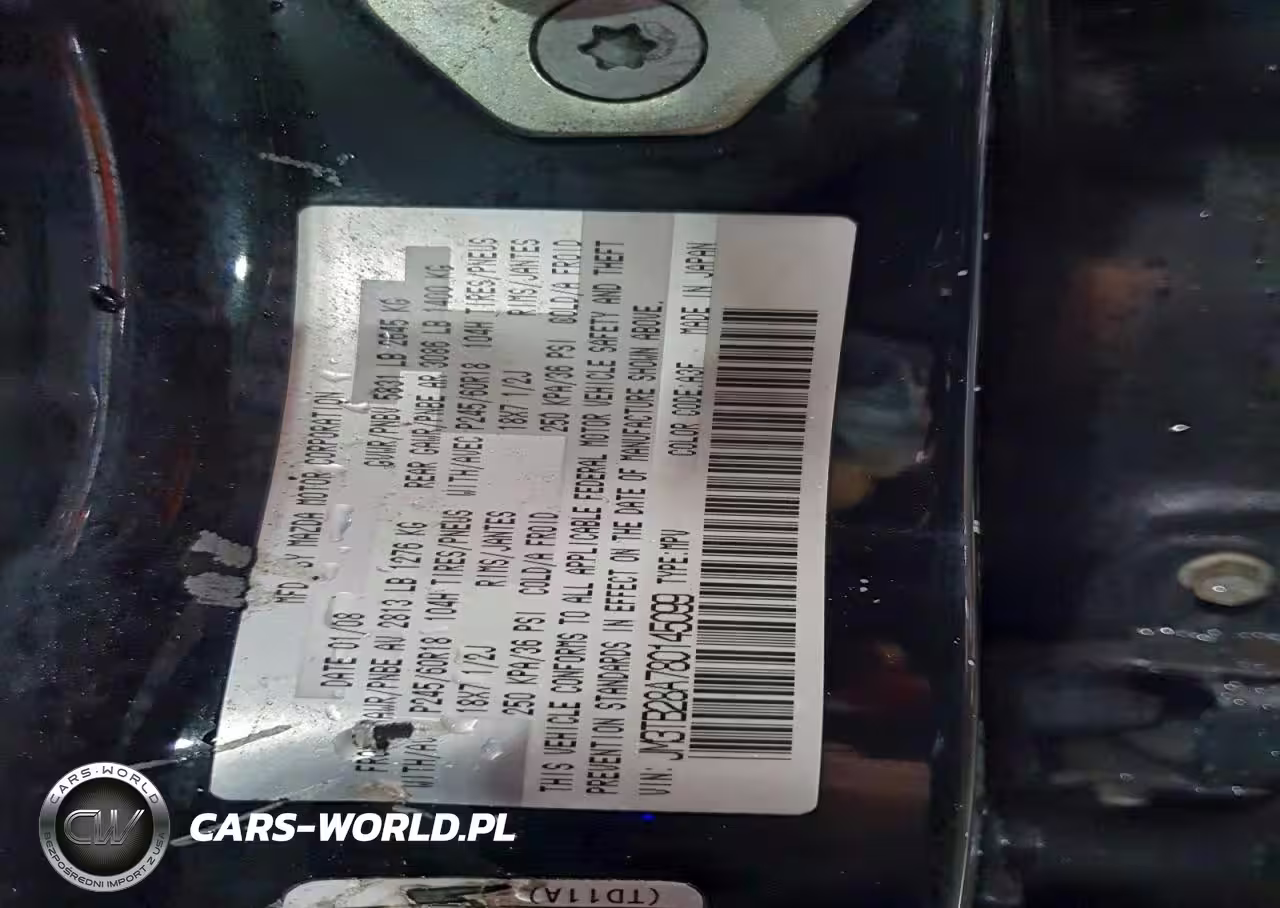 MFD BY MAZDA MOTOR CORPORATION
DATE 01/08 GVWR/PNBV LB KG
GAWR/PNBE AV 2813 LB 1276 KG REAR GAWR/PNBE AR 3086 LB 1400 KG
P245/60R18 104H TIRES/PNEUS WITH/AVEC P245/60R18 104H TIRES/PNEUS
18X7 1/2J RIMS/JANTES 18X7 1/2J RIMS/JANTES
250 KPA/36 PSI COLD/A FROID 250 KPA/36 PSI COLD/A FROID
THIS VEHICLE CONFORMS TO ALL APPLICABLE FEDERAL MOTOR VEHICLE SAFETY AND THEFT
PREVENTION STANDARDS IN EFFECT ON THE DATE OF MANUFACTURE SHOWN ABOVE.
VIN: JM3TB28A780145099 TYPE:MPV COLOR CODE:A3F MADE IN JAPAN
(TD11A)
CARS-WORLD
CW
BEZPOŚREDNI IMPORT Z USA
CARS-WORLD.PL